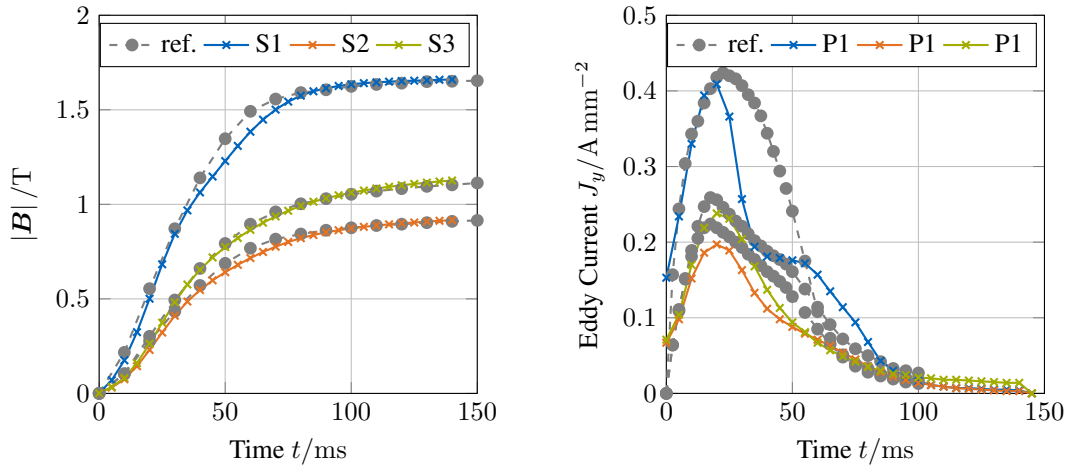 ref. S1 S2 S3
2
1.5
1
0.5
0
0 50 100 150
|B|/T
Time t/ms
ref. P1 P1 P1
0.5
0.4
0.3
0.2
0.1
0
0 50 100 150
Eddy Current J_y/A mm⁻²
Time t/ms